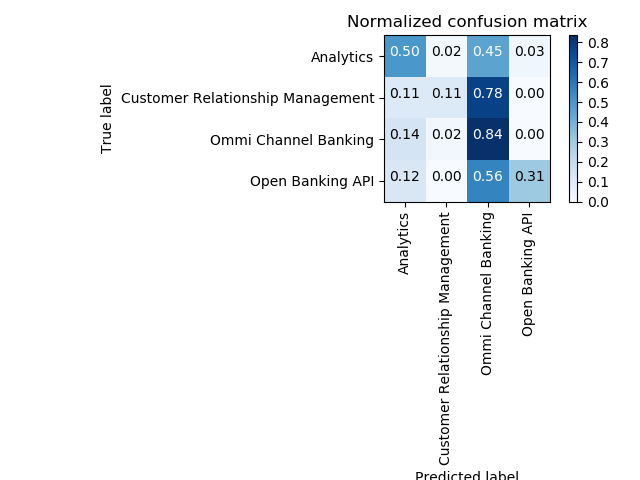 Normalized confusion matrix
True label
Analytics 0.50 0.02 0.45 0.03
Customer Relationship Management 0.11 0.11 0.78 0.00
Ommi Channel Banking 0.14 0.02 0.84 0.00
Open Banking API 0.12 0.00 0.56 0.31
0.8
0.7
0.6
0.5
0.4
0.3
0.2
0.1
0.0
Analytics
Customer Relationship Management
Ommi Channel Banking
Open Banking API
Predicted label